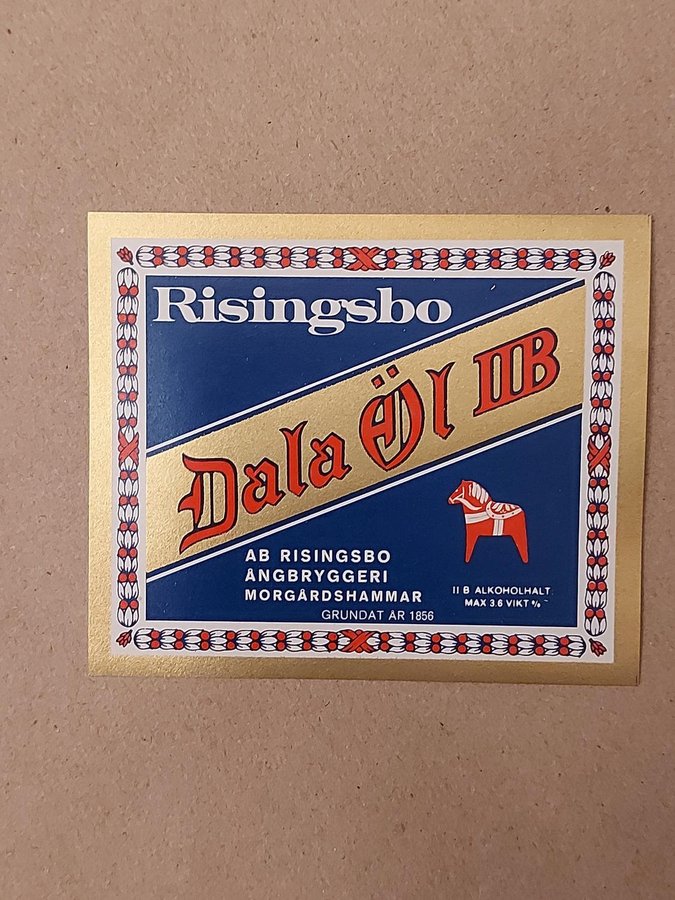 Risingsbo
Dala Öl IIB
AB RISINGSBO
ÅNGBRYGGERI
MORGÅRDSHAMMAR
GRUNDAT ÅR 1856
II B ALKOHOLHALT
MAX 3.6 VIKT %